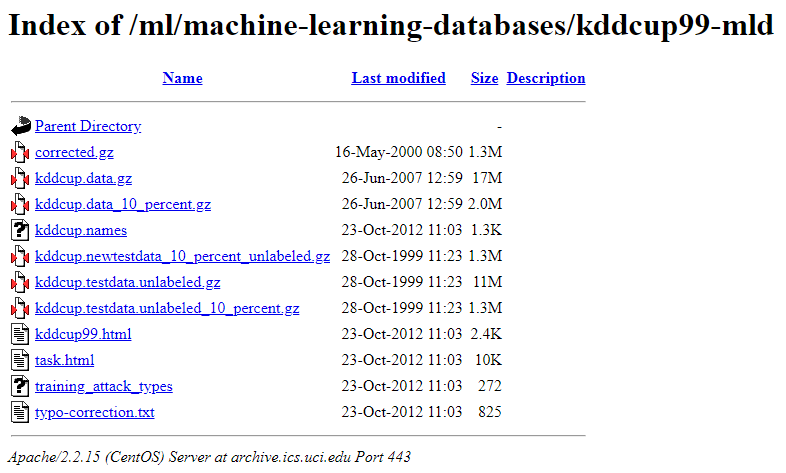 Index of /ml/machine-learning-databases/kddcup99-mld
Name Last modified Size Description
Parent Directory -
corrected.gz 16-May-2000 08:50 1.3M
kddcup.data.gz 26-Jun-2007 12:59 17M
kddcup.data_10_percent.gz 26-Jun-2007 12:59 2.0M
kddcup.names 23-Oct-2012 11:03 1.3K
kddcup.newtestdata_10_percent_unlabeled.gz 28-Oct-1999 11:23 1.3M
kddcup.testdata.unlabeled.gz 28-Oct-1999 11:23 11M
kddcup.testdata.unlabeled_10_percent.gz 28-Oct-1999 11:23 1.3M
kddcup99.html 23-Oct-2012 11:03 2.4K
task.html 23-Oct-2012 11:03 10K
training_attack_types 23-Oct-2012 11:03 272
typo-correction.txt 23-Oct-2012 11:03 825
Apache/2.2.15 (CentOS) Server at archive.ics.uci.edu Port 443